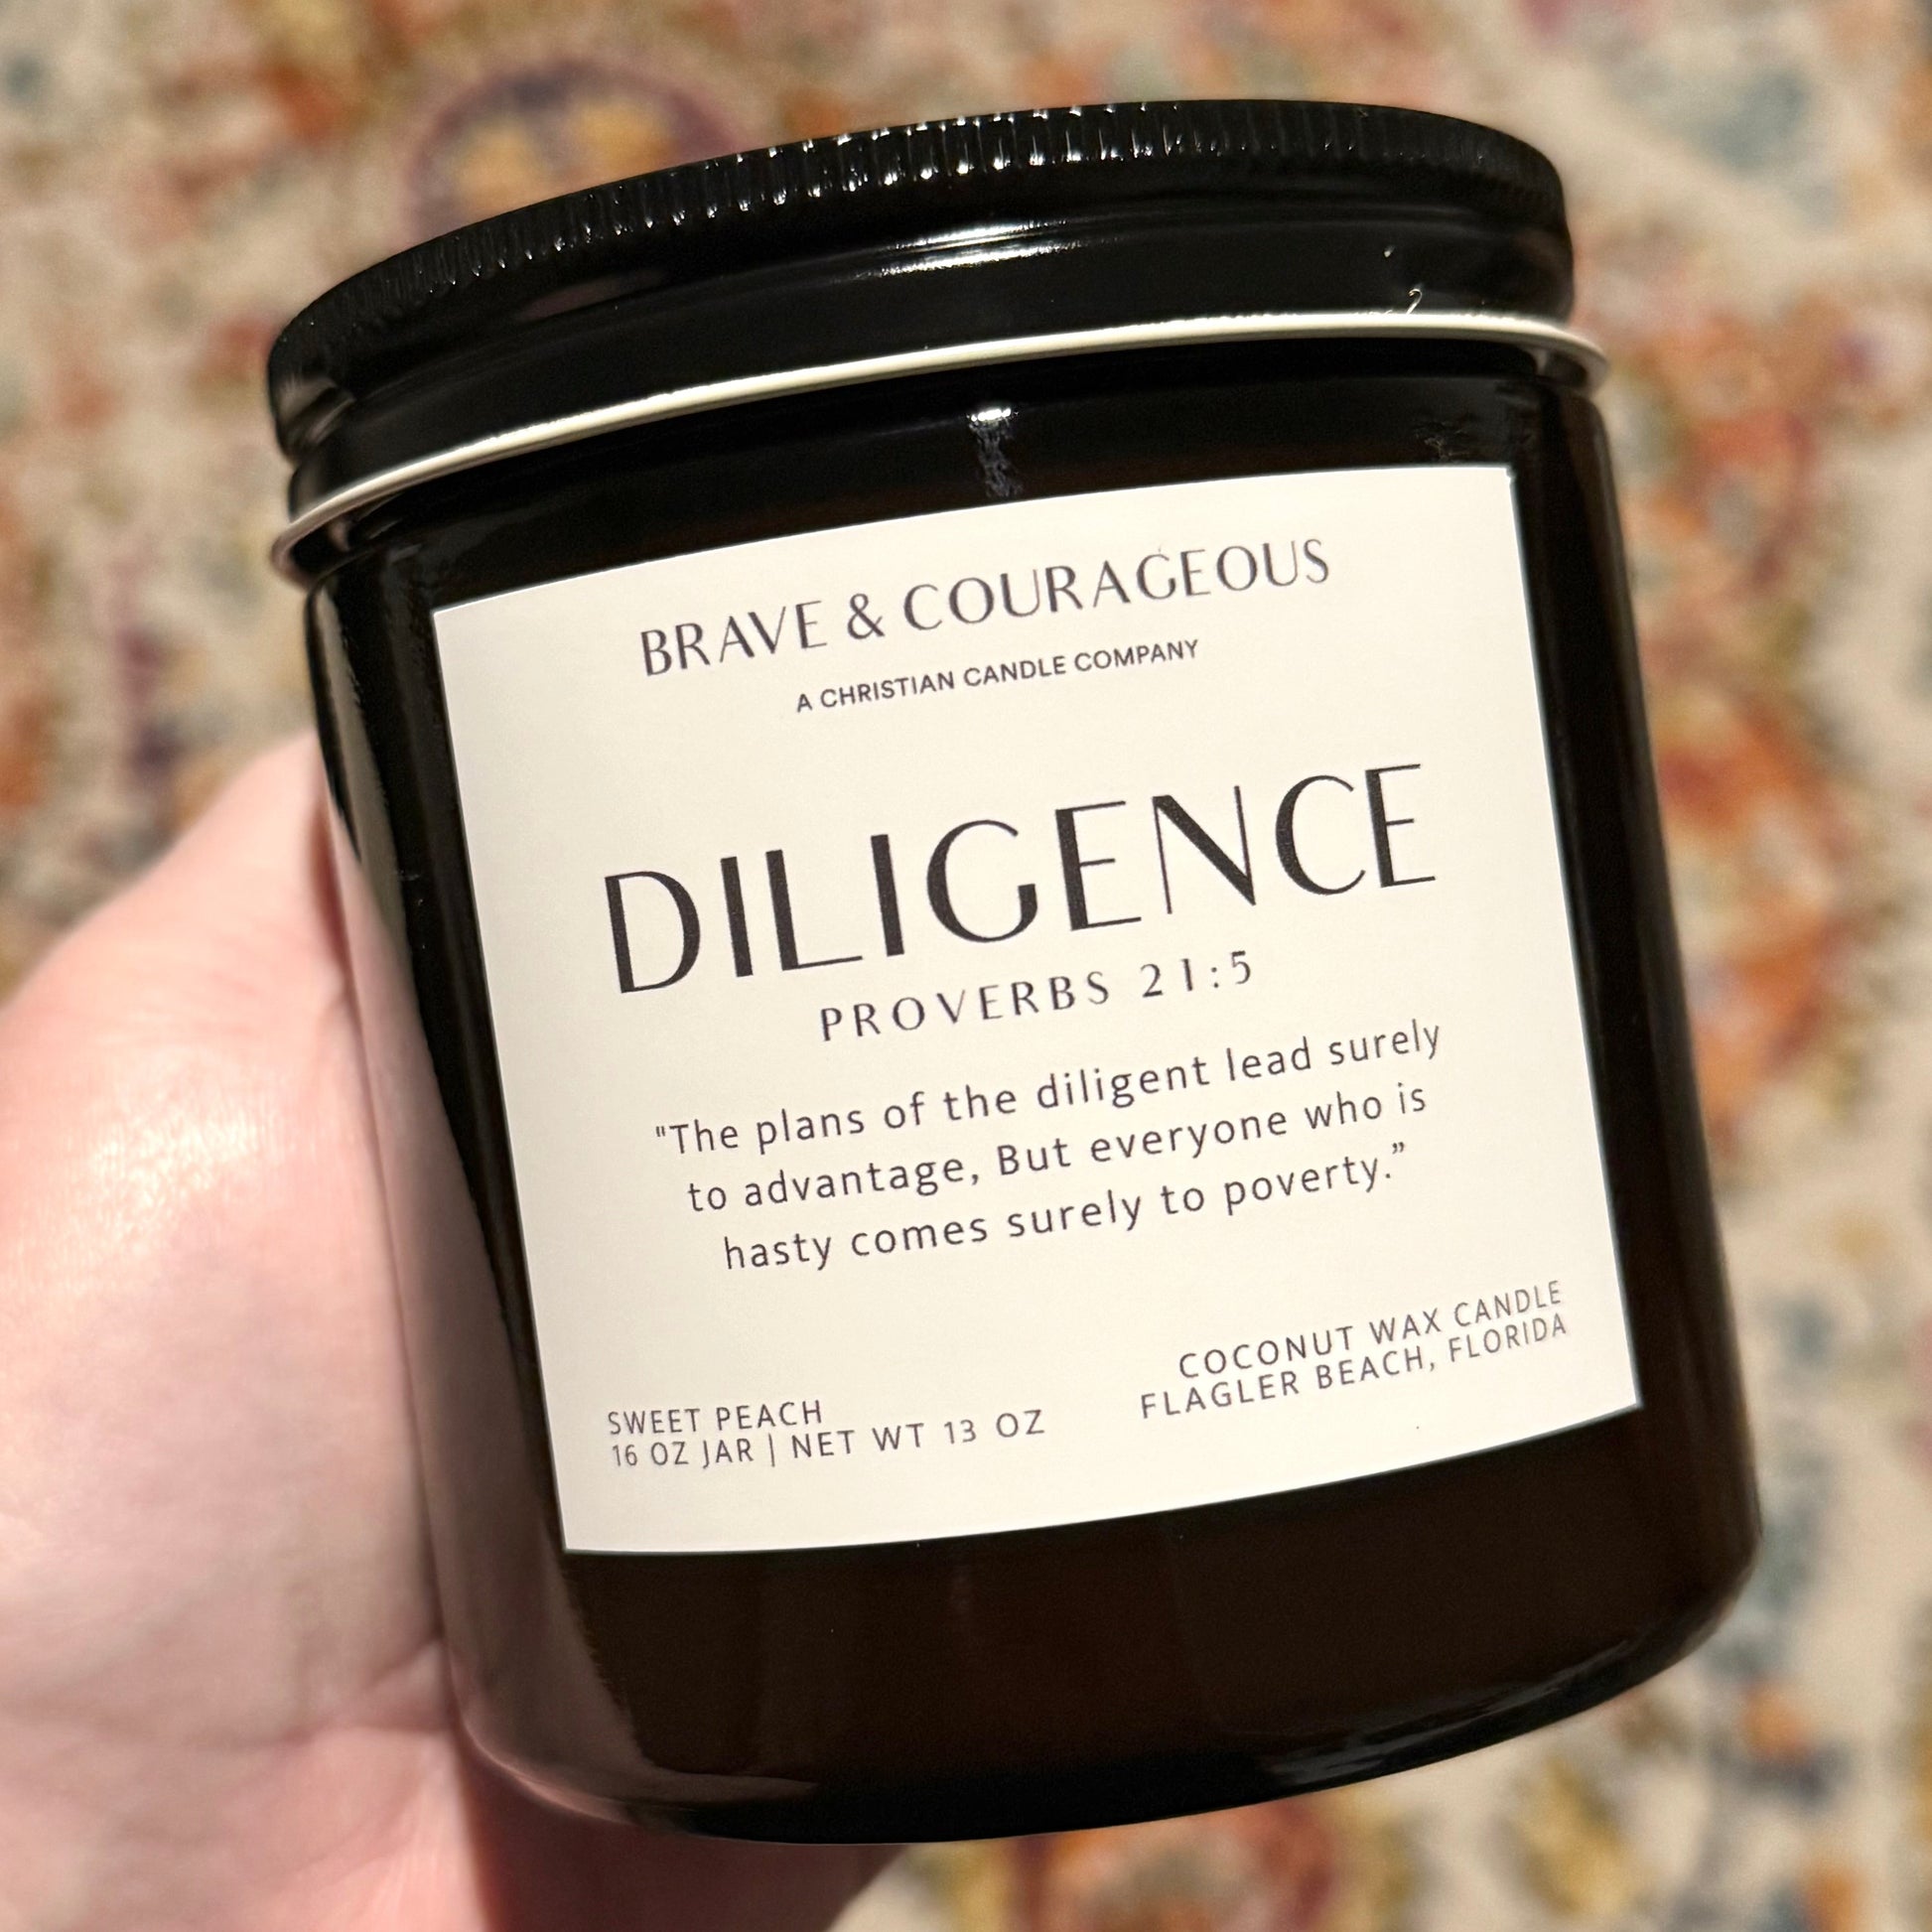 BRAVE & COURAGEOUS
A CHRISTIAN CANDLE COMPANY
DILIGENCE
PROVERBS 21:5
"The plans of the diligent lead surely
to advantage, But everyone who is
hasty comes surely to poverty.”
SWEET PEACH
16 OZ JAR | NET WT 13 OZ
COCONUT WAX CANDLE
FLAGLER BEACH, FLORIDA